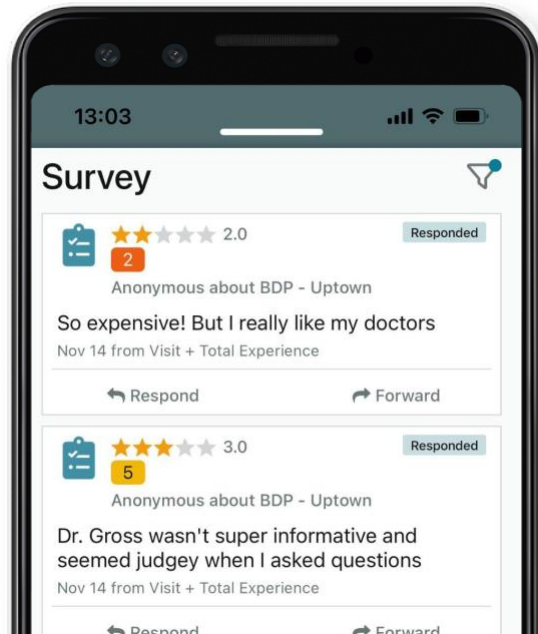 13:03
Survey
2.0 Responded
2
Anonymous about BDP - Uptown
So expensive! But I really like my doctors
Nov 14 from Visit + Total Experience
Respond Forward
3.0 Responded
5
Anonymous about BDP - Uptown
Dr. Gross wasn't super informative and
seemed judgey when I asked questions
Nov 14 from Visit + Total Experience
Respond Forward